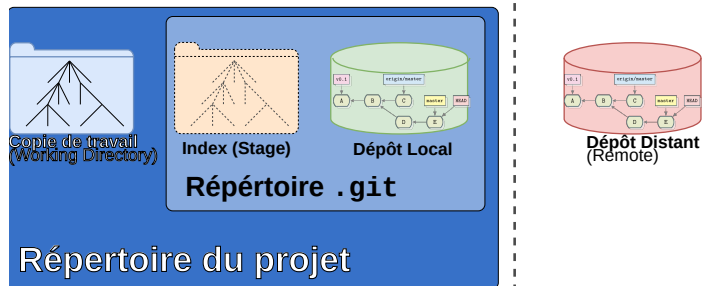 v0.1
origin/master
A
B
C
master
HEAD
D
E
v0.1
origin/master
A
B
C
master
HEAD
D
E
Copie de travail
(Working Directory)
Index (Stage)
Dépôt Local
Dépôt Distant
(Remote)
Répértoire .git
Répertoire du projet